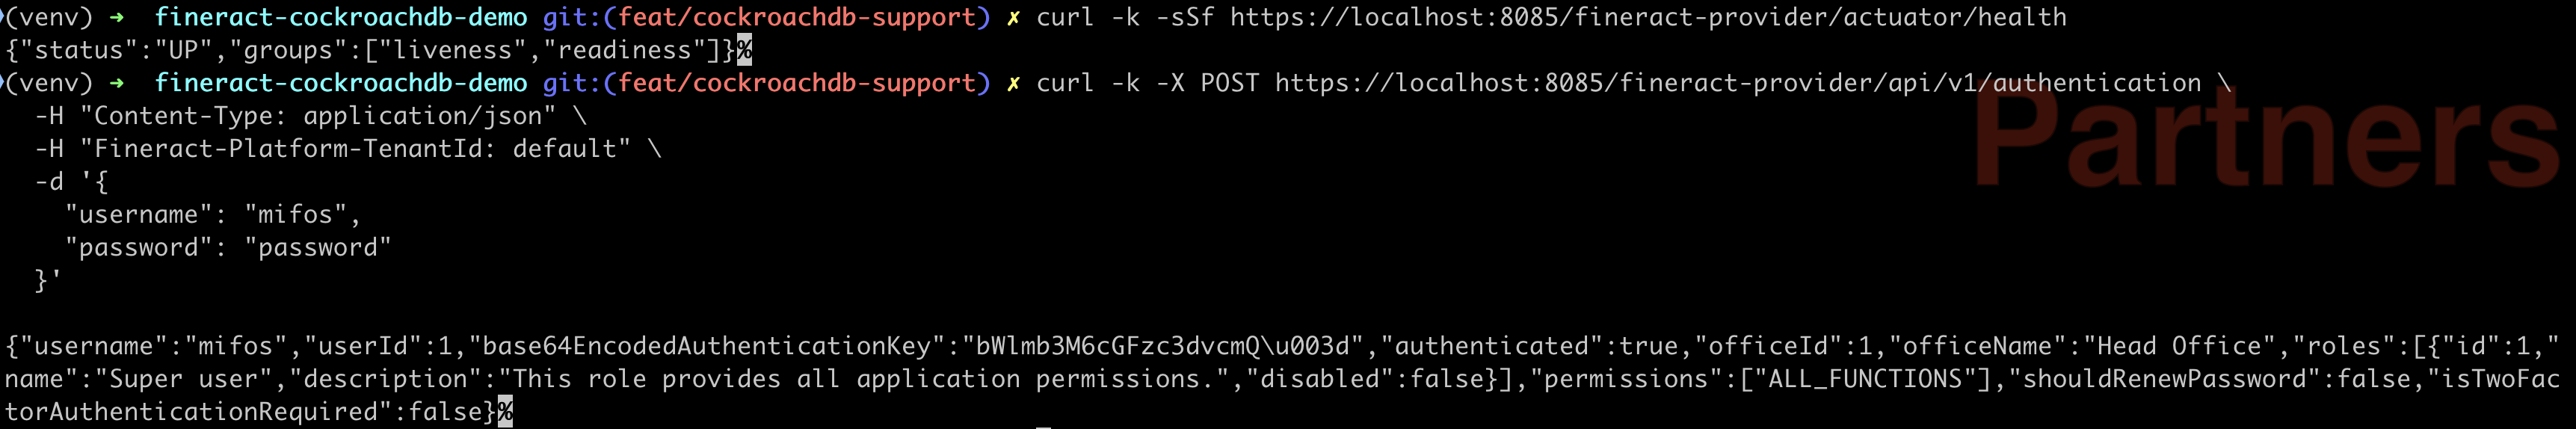 (venv) ➜  fineract-cockroachdb-demo git:(feat/cockroachdb-support) ✗ curl -k -sSf https://localhost:8085/fineract-provider/actuator/health
{"status":"UP","groups":["liveness","readiness"]}%
(venv) ➜  fineract-cockroachdb-demo git:(feat/cockroachdb-support) ✗ curl -k -X POST https://localhost:8085/fineract-provider/api/v1/authentication \
  -H "Content-Type: application/json" \
  -H "Fineract-Platform-TenantId: default" \
  -d '{
    "username": "mifos",
    "password": "password"
  }'
Partners
{"username":"mifos","userId":1,"base64EncodedAuthenticationKey":"bWlmb3M6cGFzc3dvcmQ\u003d","authenticated":true,"officeId":1,"officeName":"Head Office","roles":[{"id":1,"
name":"Super user","description":"This role provides all application permissions.","disabled":false}],"permissions":["ALL_FUNCTIONS"],"shouldRenewPassword":false,"isTwoFac
torAuthenticationRequired":false}%